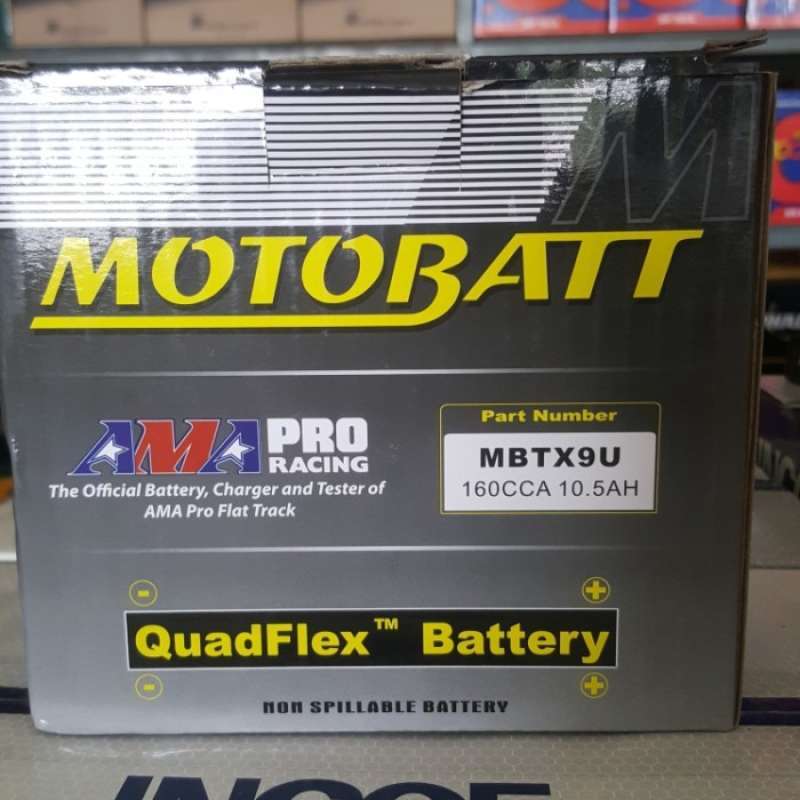 M
MOTOBATT
AMA PRO
RACING
The Official Battery, Charger and Tester of
AMA Pro Flat Track
Part Number
MBTX9U
160CCA 10.5AH
- +
QuadFlex™ Battery
- +
NON SPILLABLE BATTERY